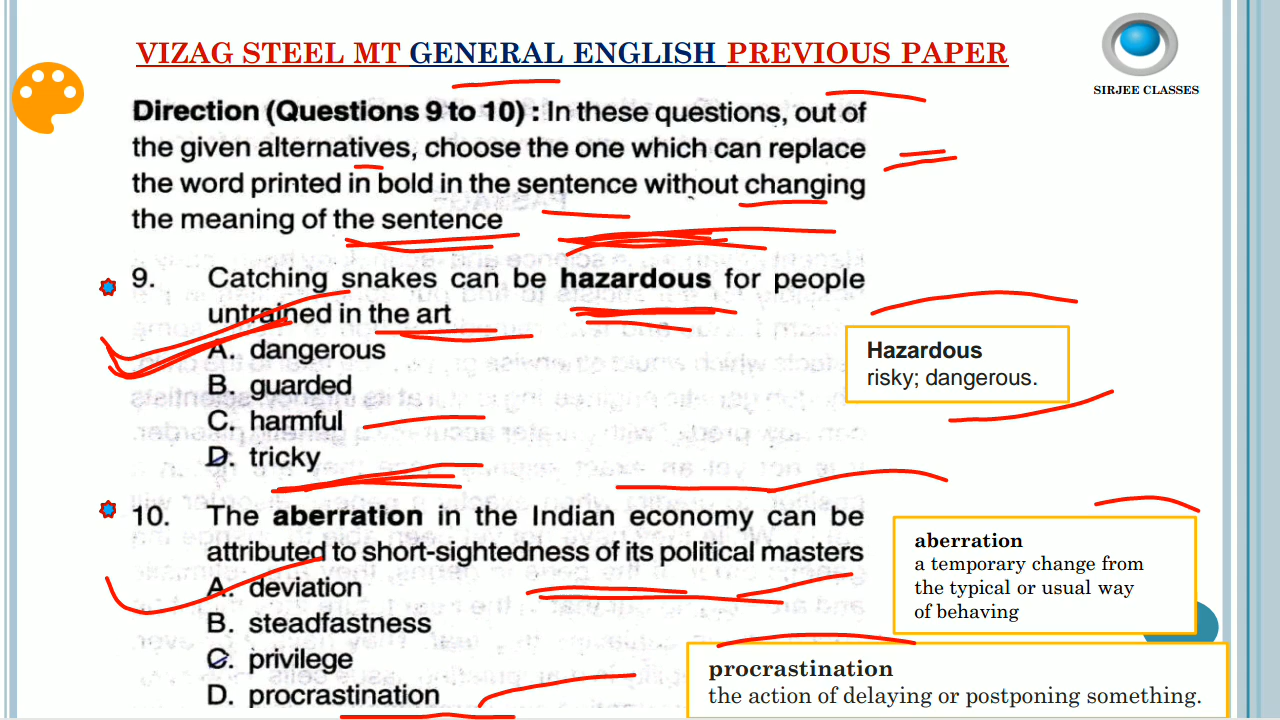 VIZAG STEEL MT GENERAL ENGLISH PREVIOUS PAPER
SIRJEE CLASSES
Direction (Questions 9 to 10) : In these questions, out of
the given alternatives, choose the one which can replace
the word printed in bold in the sentence without changing
the meaning of the sentence
9. Catching snakes can be hazardous for people
untrained in the art
A. dangerous
B. guarded
C. harmful
D. tricky
Hazardous
risky; dangerous.
10. The aberration in the Indian economy can be
attributed to short-sightedness of its political masters
A. deviation
B. steadfastness
C. privilege
D. procrastination
aberration
a temporary change from
the typical or usual way
of behaving
procrastination
the action of delaying or postponing something.